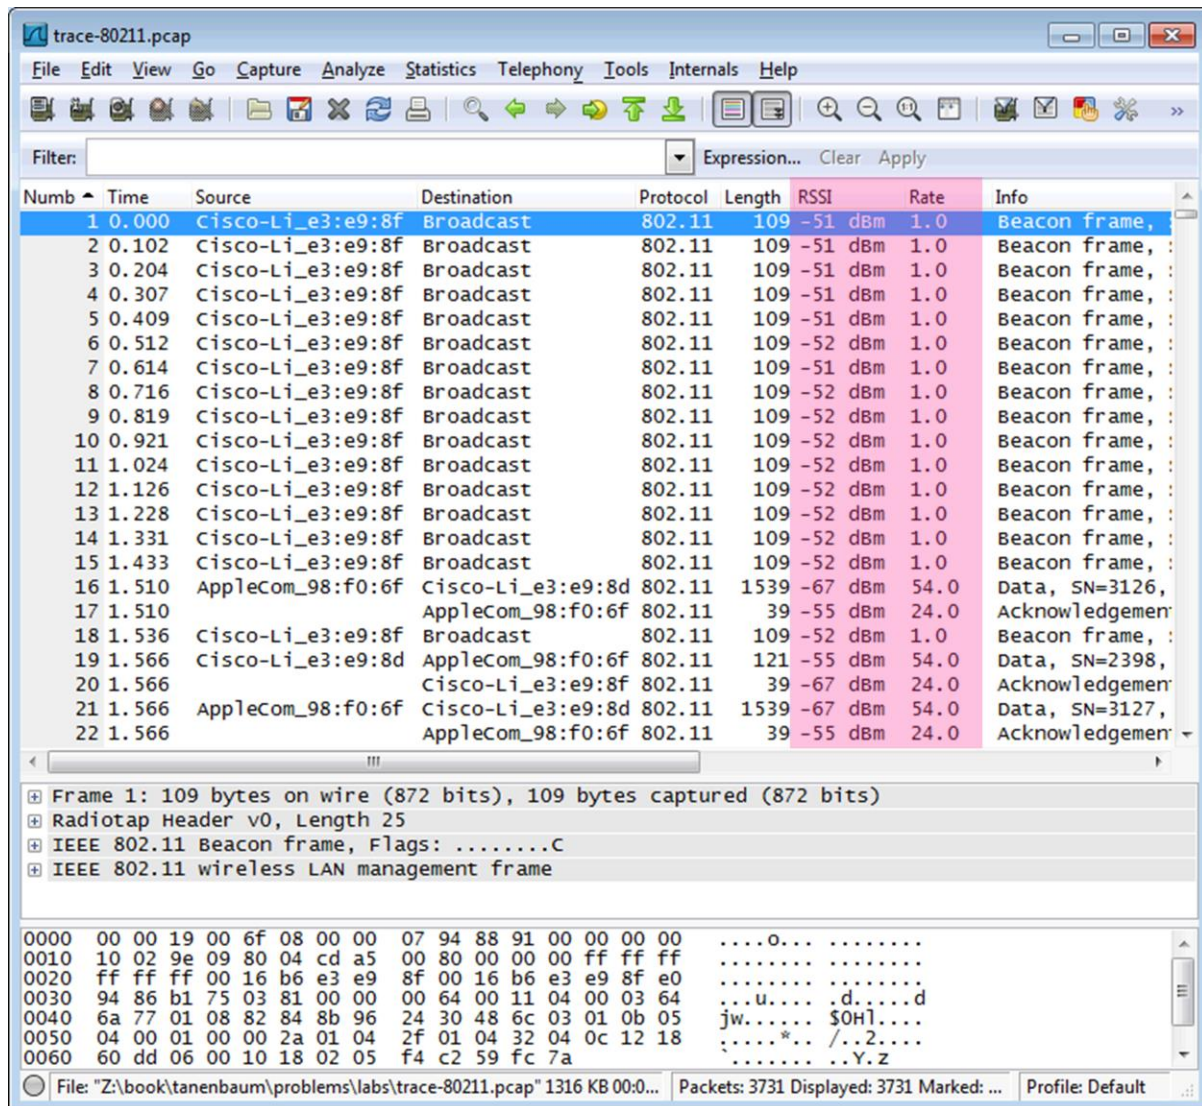 trace-80211.pcap
File Edit View Go Capture Analyze Statistics Telephony Tools Internals Help
Filter: Expression... Clear Apply
Numb Time Source Destination Protocol Length RSSI Rate Info
1 0.000 Cisco-Li_e3:e9:8f Broadcast 802.11 109 -51 dBm 1.0 Beacon frame,
2 0.102 Cisco-Li_e3:e9:8f Broadcast 802.11 109 -51 dBm 1.0 Beacon frame,
3 0.204 Cisco-Li_e3:e9:8f Broadcast 802.11 109 -51 dBm 1.0 Beacon frame,
4 0.307 Cisco-Li_e3:e9:8f Broadcast 802.11 109 -51 dBm 1.0 Beacon frame,
5 0.409 Cisco-Li_e3:e9:8f Broadcast 802.11 109 -51 dBm 1.0 Beacon frame,
6 0.512 Cisco-Li_e3:e9:8f Broadcast 802.11 109 -51 dBm 1.0 Beacon frame,
7 0.614 Cisco-Li_e3:e9:8f Broadcast 802.11 109 -51 dBm 1.0 Beacon frame,
8 0.716 Cisco-Li_e3:e9:8f Broadcast 802.11 109 -52 dBm 1.0 Beacon frame,
9 0.819 Cisco-Li_e3:e9:8f Broadcast 802.11 109 -52 dBm 1.0 Beacon frame,
10 0.921 Cisco-Li_e3:e9:8f Broadcast 802.11 109 -52 dBm 1.0 Beacon frame,
11 1.024 Cisco-Li_e3:e9:8f Broadcast 802.11 109 -52 dBm 1.0 Beacon frame,
12 1.126 Cisco-Li_e3:e9:8f Broadcast 802.11 109 -52 dBm 1.0 Beacon frame,
13 1.228 Cisco-Li_e3:e9:8f Broadcast 802.11 109 -52 dBm 1.0 Beacon frame,
14 1.331 Cisco-Li_e3:e9:8f Broadcast 802.11 109 -52 dBm 1.0 Beacon frame,
15 1.433 Cisco-Li_e3:e9:8f Broadcast 802.11 109 -52 dBm 1.0 Beacon frame,
16 1.510 AppleCom_98:f0:6f Cisco-Li_e3:e9:8d 802.11 1539 -67 dBm 54.0 Data, SN=3126,
17 1.510 AppleCom_98:f0:6f 802.11 39 -55 dBm 24.0 Acknowledgemen
18 1.536 Cisco-Li_e3:e9:8f Broadcast 802.11 109 -52 dBm 1.0 Beacon frame,
19 1.566 Cisco-Li_e3:e9:8d AppleCom_98:f0:6f 802.11 121 -55 dBm 54.0 Data, SN=2398,
20 1.566 Cisco-Li_e3:e9:8f 802.11 39 -67 dBm 24.0 Acknowledgemen
21 1.566 AppleCom_98:f0:6f Cisco-Li_e3:e9:8d 802.11 1539 -67 dBm 54.0 Data, SN=3127,
22 1.566 AppleCom_98:f0:6f 802.11 39 -55 dBm 24.0 Acknowledgemen
Frame 1: 109 bytes on wire (872 bits), 109 bytes captured (872 bits)
Radiotap Header v0, Length 25
IEEE 802.11 Beacon frame, Flags: ........C
IEEE 802.11 wireless LAN management frame
0000 00 00 19 00 6f 08 00 00 07 94 88 91 00 00 00 00 ....o... ........
0010 10 02 9e 09 80 04 cd a5 00 80 00 00 00 ff ff ff ........ ........
0020 ff ff ff 00 16 b6 e3 e9 8f 00 16 b6 e3 e9 8f e0 ........ ........
0030 94 86 b1 75 03 81 00 00 00 64 00 11 04 00 03 64 ...u.... .d.....d
0040 6a 77 01 08 82 84 8b 96 24 30 48 6c 03 01 0b 05 jw...... $0Hl....
0050 04 00 01 00 00 2a 01 04 2f 01 04 32 04 0c 12 18 .....*.. /..2....
0060 60 dd 06 00 10 18 02 05 f4 c2 59 fc 7a `....... ..Y.z
File: "Z:\book\tanenbaum\problems\labs\trace-80211.pcap" 1316 KB 00:0... Packets: 3731 Displayed: 3731 Marked: ... Profile: Default